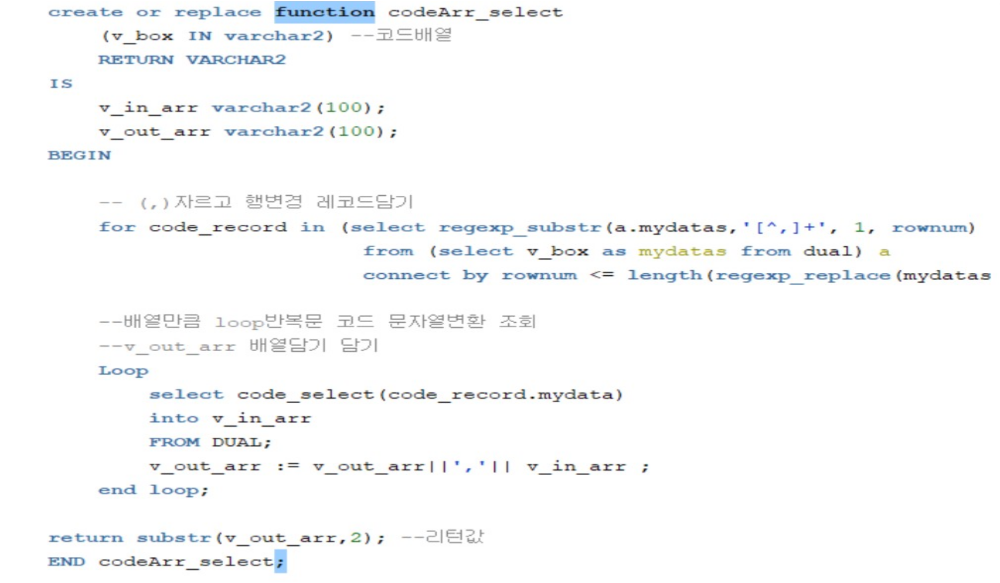 create or replace function codeArr_select
(v_box IN varchar2) --코드배열
RETURN VARCHAR2
IS
v_in_arr varchar2(100);
v_out_arr varchar2(100);
BEGIN
-- (,)자르고 행변경 레코드담기
for code_record in (select regexp_substr(a.mydatas,'[^,]+', 1, rownum)
from (select v_box as mydatas from dual) a
connect by rownum <= length(regexp_replace(mydatas
--배열만큼 loop반복문 코드 문자열변환 조회
--v_out_arr 배열담기 담기
Loop
select code_select(code_record.mydata)
into v_in_arr
FROM DUAL;
v_out_arr := v_out_arr||','|| v_in_arr ;
end loop;
return substr(v_out_arr,2); --리턴값
END codeArr_select;